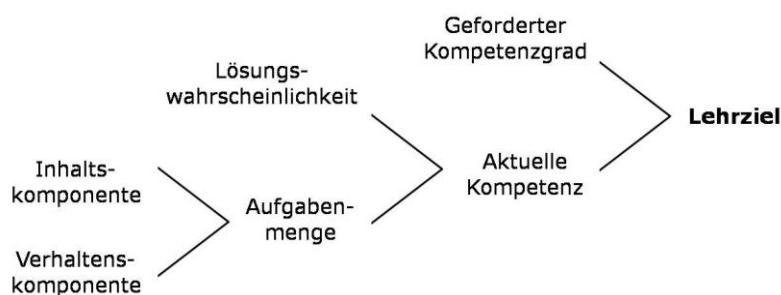 Geforderter
Kompetenzgrad
Lösungs-
wahrscheinlichkeit
Lehrziel
Inhalts-
komponente
Aktuelle
Kompetenz
Aufgaben-
menge
Verhaltens-
komponente